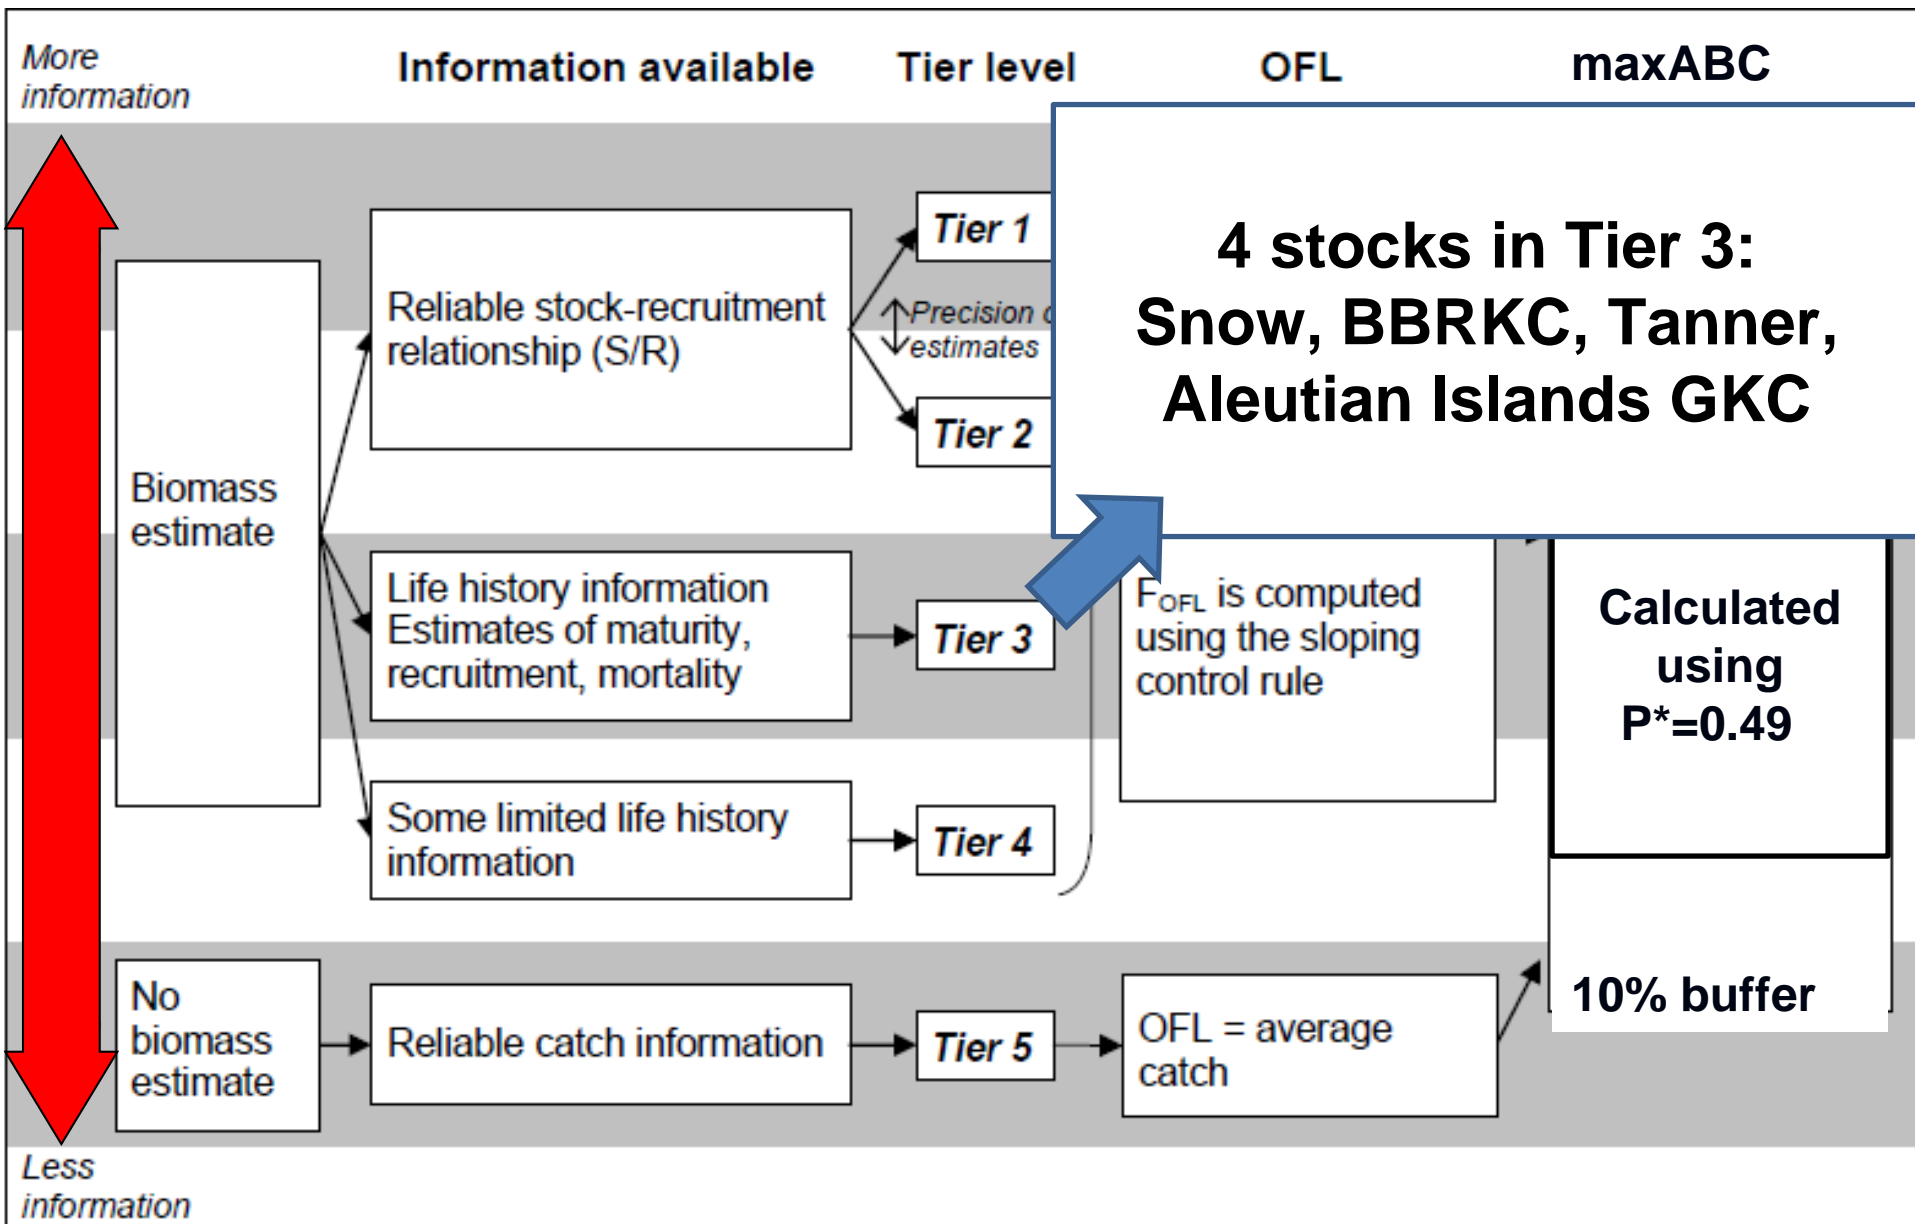 More
information
Information available
Tier level
OFL
maxABC
4 stocks in Tier 3:
Snow, BBRKC, Tanner,
Aleutian Islands GKC
Biomass
estimate
Reliable stock-recruitment
relationship (S/R)
Tier 1
Precision
estimates
Tier 2
Life history information
Estimates of maturity,
recruitment, mortality
Tier 3
Some limited life history
information
Tier 4
FOFL is computed
using the sloping
control rule
Calculated
using
P*=0.49
No
biomass
estimate
Reliable catch information
Tier 5
OFL = average
catch
10% buffer
Less
information